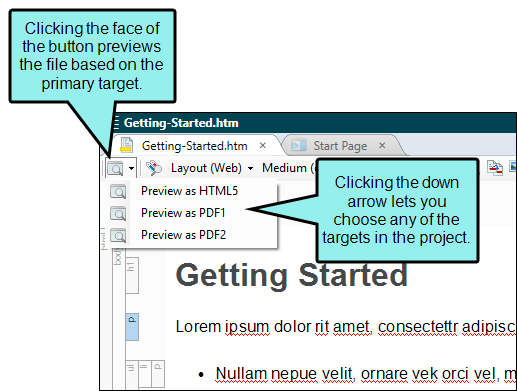 Clicking the face of
the button previews
the file based on the
primary target.
Getting-Started.htm
Getting-Started.htm
Start Page
Layout (Web)
Medium
Preview as HTML5
Preview as PDF1
Preview as PDF2
Clicking the down
arrow lets you
choose any of the
targets in the project.
body
h1
Getting Started
p
Lorem ipsum dolor rit amet, consectettr adipisc
ul
li
p
• Nullam nepue velit, ornare vek orci vel, m